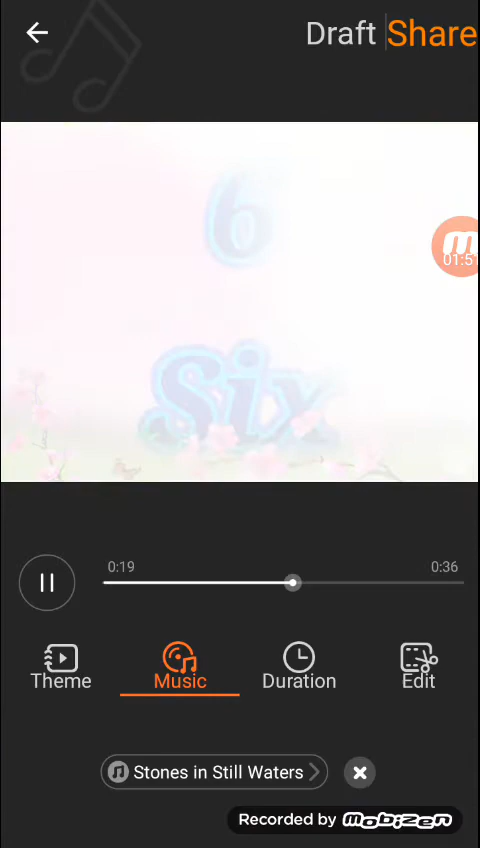 Draft Share
6
01:5
Six
0:19 0:36
Theme Music Duration Edit
Stones in Still Waters
Recorded by mobizen